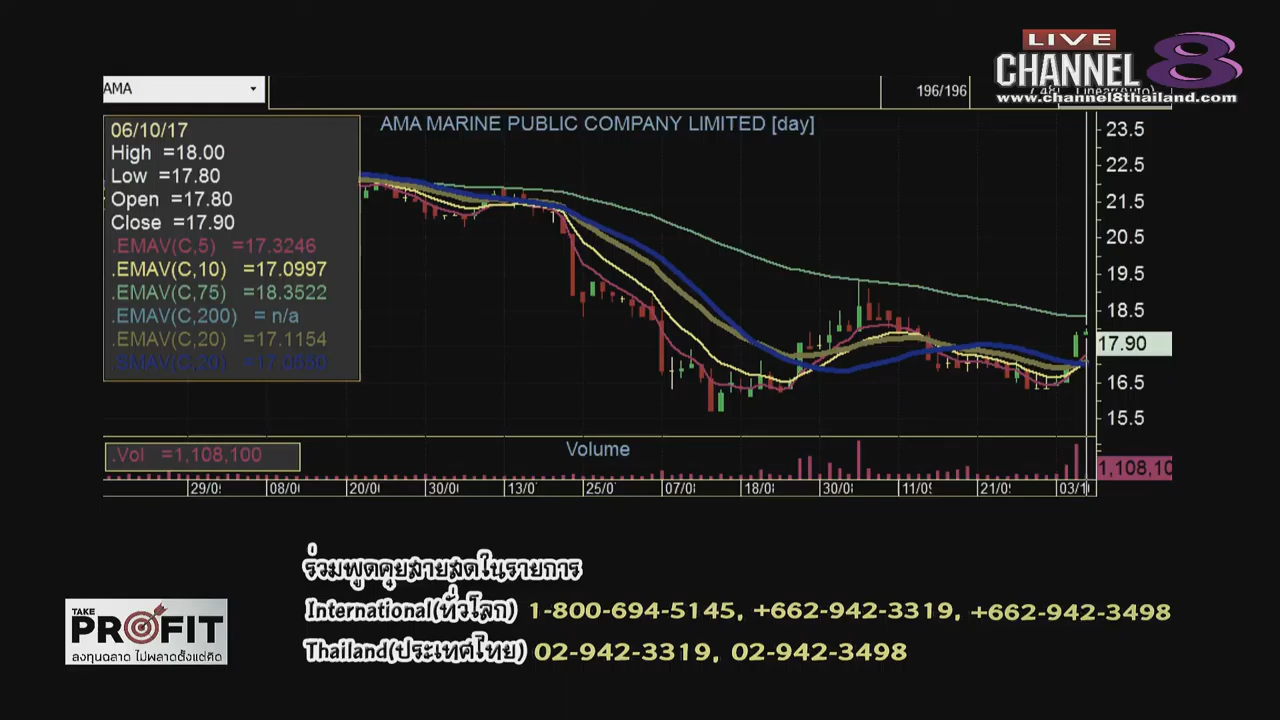 LIVE
CHANNEL 8
www.channel8thailand.com
AMA
196/196
06/10/17
High =18.00
Low =17.80
Open =17.80
Close =17.90
.EMAV(C,5) =17.3246
.EMAV(C,10) =17.0997
.EMAV(C,75) =18.3522
.EMAV(C,200) = n/a
.EMAV(C,20) =17.1154
AMA MARINE PUBLIC COMPANY LIMITED [day]
23.5
22.5
21.5
20.5
19.5
18.5
17.90
16.5
15.5
.Vol =1,108,100
Volume
1,108,10
29/0 08/0 20/0 30/0 13/0 25/0 07/0 18/0 30/0 11/0 21/0 03/1
ร่วมพูดคุยสายสดในรายการ
International(ทั่วโลก) 1-800-694-5145, +662-942-3319, +662-942-3498
Thailand(ประเทศไทย) 02-942-3319, 02-942-3498
TAKE
PROFIT
ลงทุนฉลาด ไม่พลาดตั้งแต่คิด